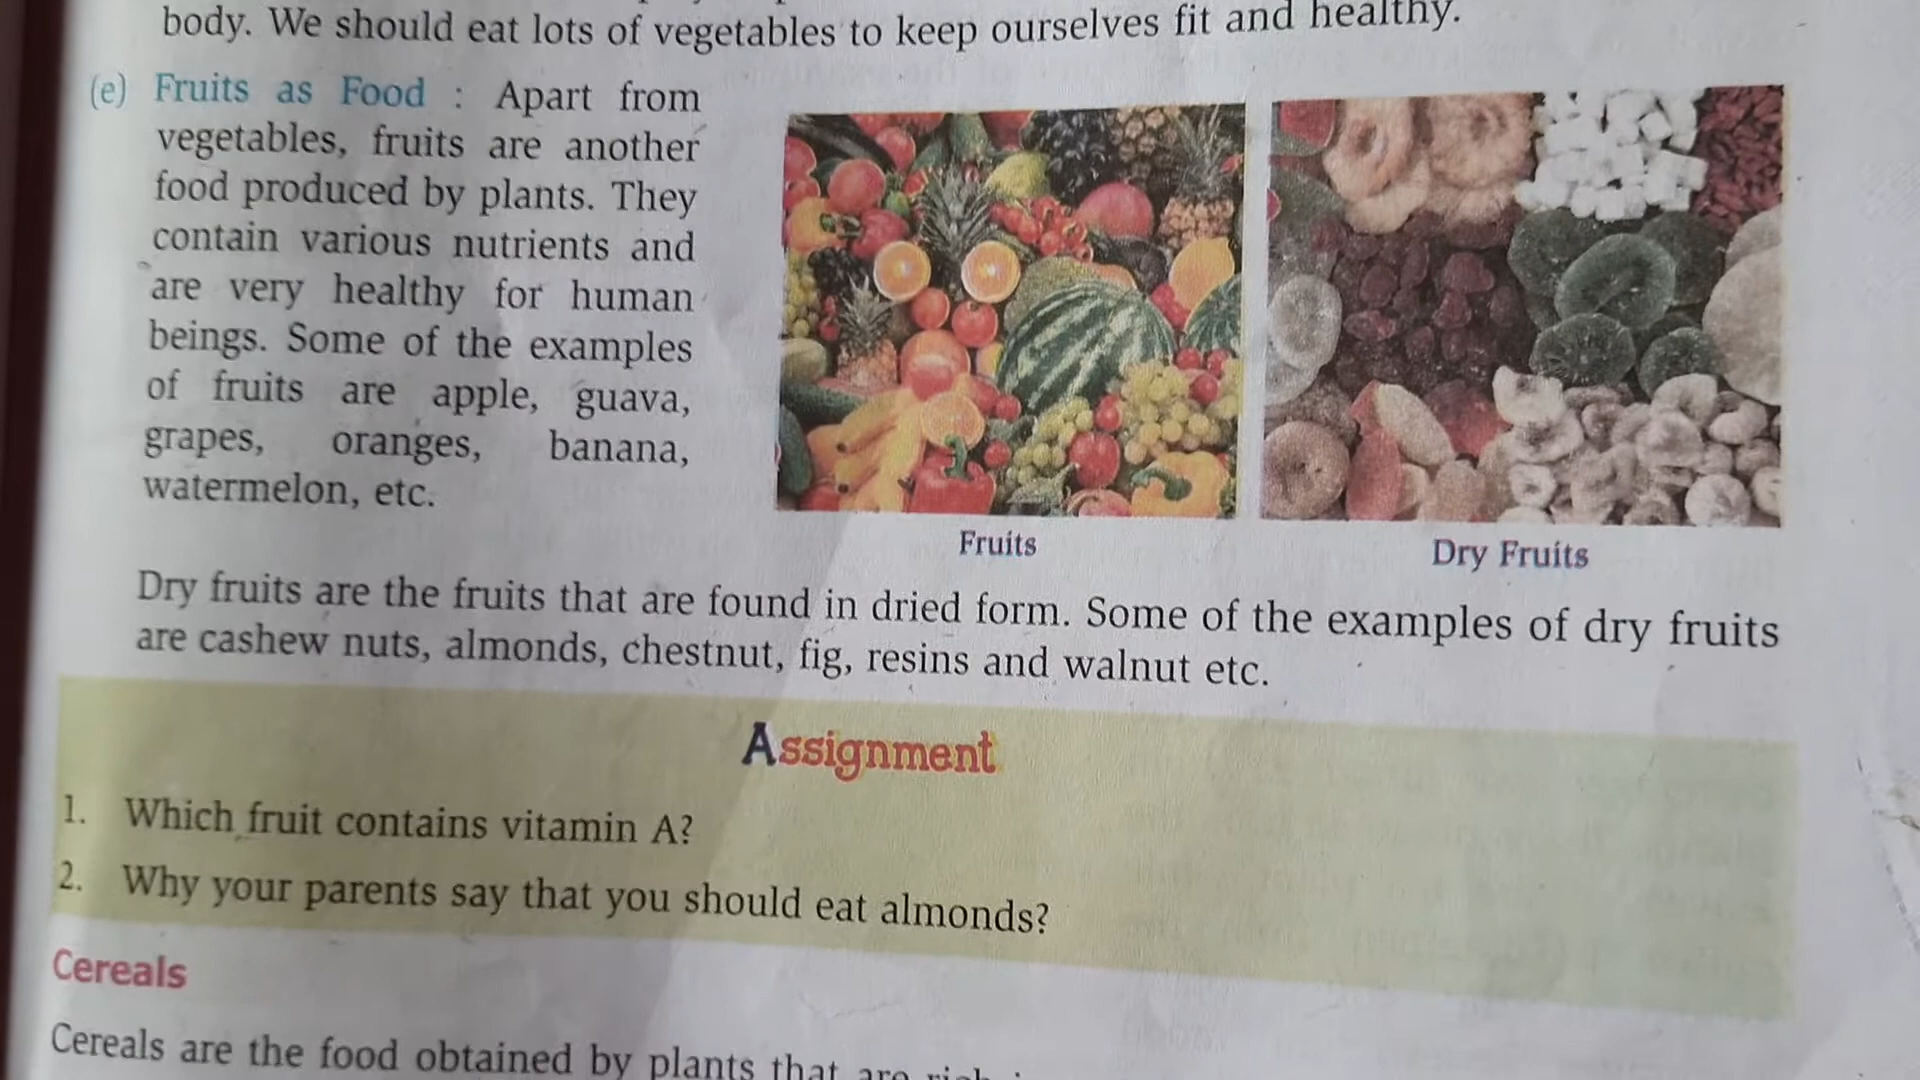 body. We should eat lots of vegetables to keep ourselves fit and healthy.
(e) Fruits as Food : Apart from
vegetables, fruits are another
food produced by plants. They
contain various nutrients and
are very healthy for human
beings. Some of the examples
of fruits are apple, guava,
grapes, oranges, banana,
watermelon, etc.
Fruits
Dry Fruits
Dry fruits are the fruits that are found in dried form. Some of the examples of dry fruits
are cashew nuts, almonds, chestnut, fig, resins and walnut etc.
Assignment
1. Which fruit contains vitamin A?
2. Why your parents say that you should eat almonds?
Cereals
Cereals are the food obtained by plants that are